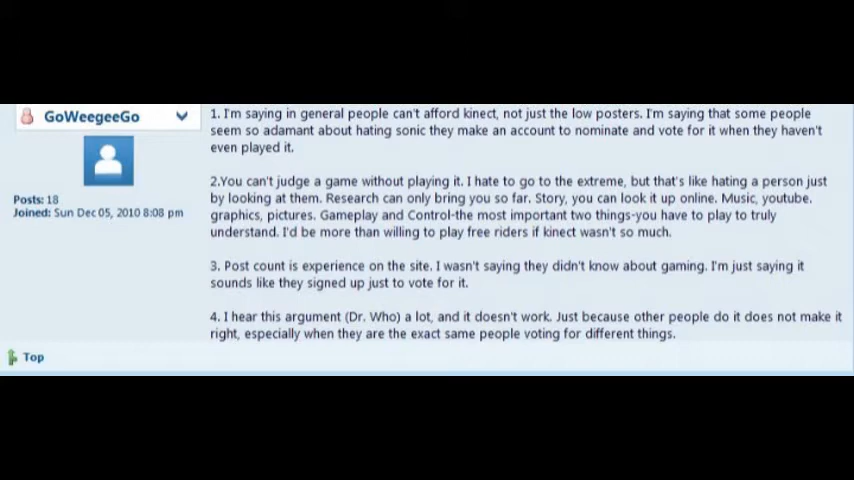 GoWeegeeGo
Posts: 18
Joined: Sun Dec 05, 2010 8:08 pm
1. I'm saying in general people can't afford kinect, not just the low posters. I'm saying that some people
seem so adamant about hating sonic they make an account to nominate and vote for it when they haven't
even played it.
2.You can't judge a game without playing it. I hate to go to the extreme, but that's like hating a person just
by looking at them. Research can only bring you so far. Story, you can look it up online. Music, youtube.
graphics, pictures. Gameplay and Control-the most important two things-you have to play to truly
understand. I'd be more than willing to play free riders if kinect wasn't so much.
3. Post count is experience on the site. I wasn't saying they didn't know about gaming. I'm just saying it
sounds like they signed up just to vote for it.
4. I hear this argument (Dr. Who) a lot, and it doesn't work. Just because other people do it does not make it
right, especially when they are the exact same people voting for different things.
Top